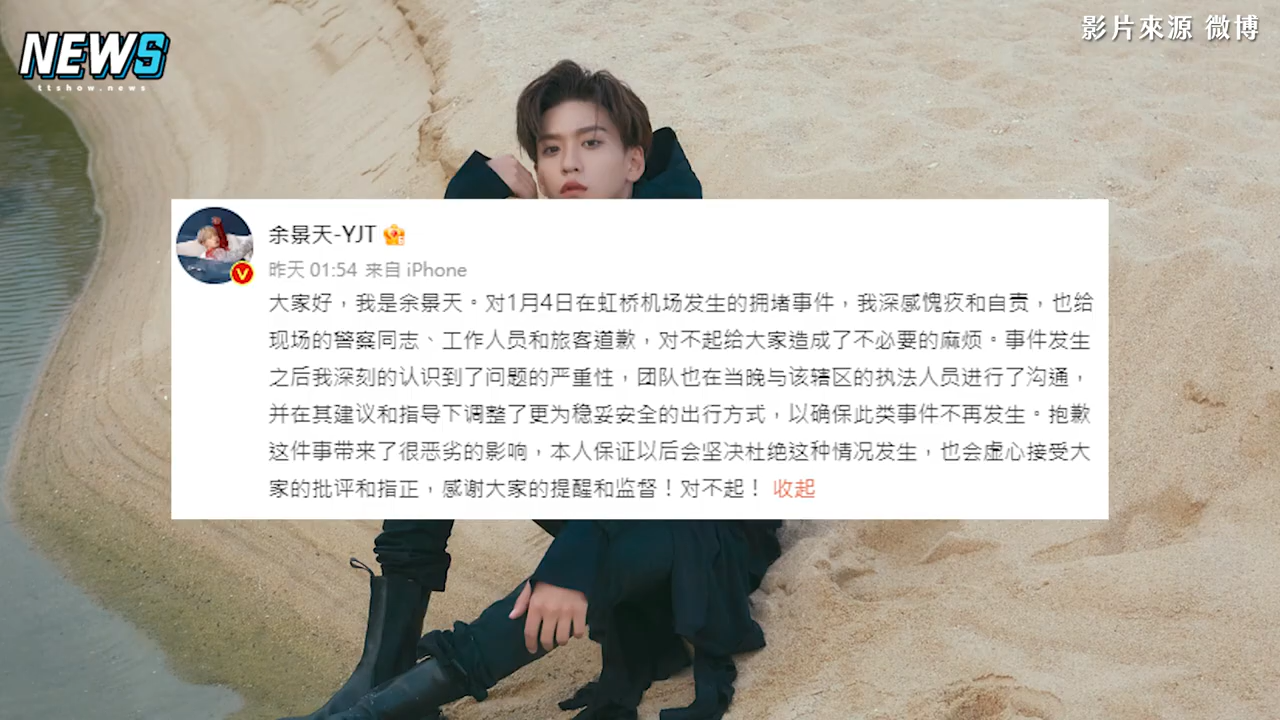 NEWS
ttshow.news
影片來源 微博
余景天-YJT
昨天 01:54 来自 iPhone
大家好，我是余景天。对1月4日在虹桥机场发生的拥堵事件，我深感愧疚和自责，也给
现场的警察同志、工作人员和旅客道歉，对不起给大家造成了不必要的麻烦。事件发生
之后我深刻的认识到了问题的严重性，团队也在当晚与该辖区的执法人员进行了沟通，
并在其建议和指导下调整了更为稳妥安全的出行方式，以确保此类事件不再发生。抱歉
这件事带来了很恶劣的影响，本人保证以后会坚决杜绝这种情况发生，也会虚心接受大
家的批评和指正，感谢大家的提醒和监督！对不起！ 收起